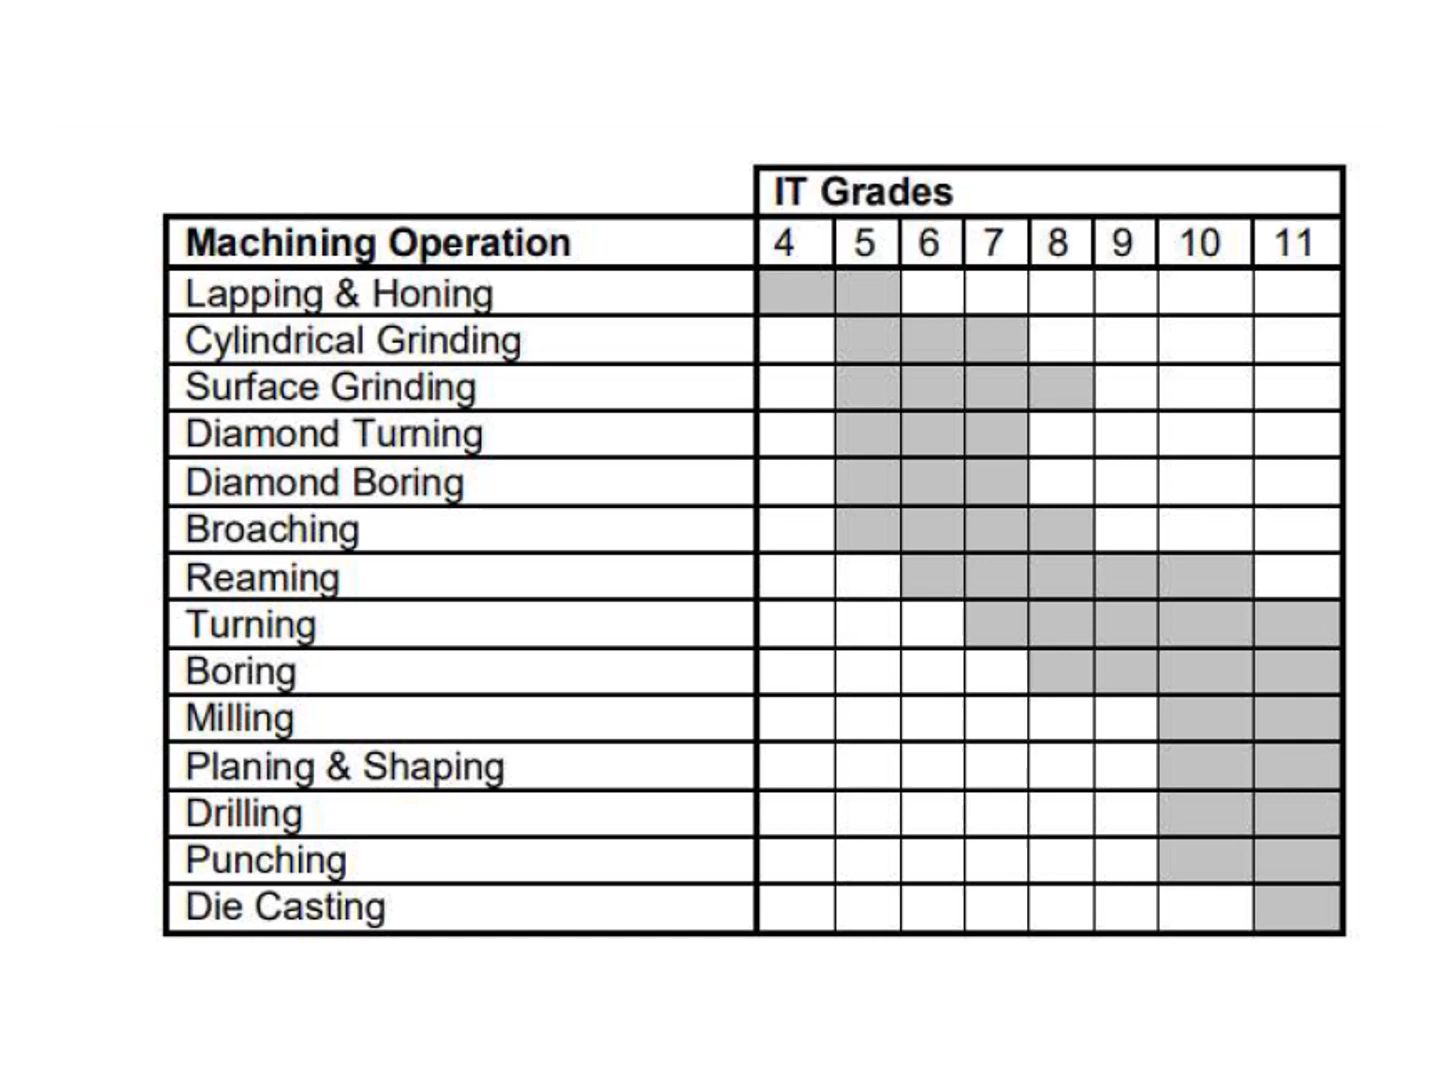 IT Grades
Machining Operation 4 5 6 7 8 9 10 11
Lapping & Honing
Cylindrical Grinding
Surface Grinding
Diamond Turning
Diamond Boring
Broaching
Reaming
Turning
Boring
Milling
Planing & Shaping
Drilling
Punching
Die Casting